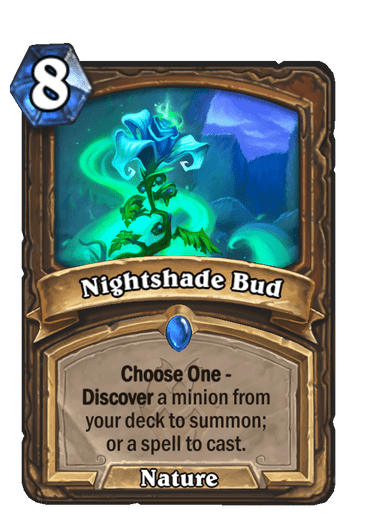 8
Nightshade Bud
Choose One -
Discover a minion from
your deck to summon;
or a spell to cast.
Nature